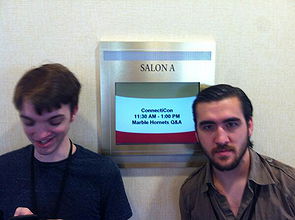 SALON A
ConnectiCon
11:30 AM - 1:00 PM
Marble Hornets Q&A